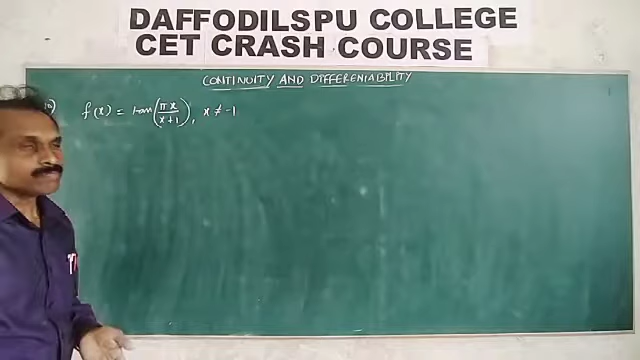 DAFFODILSPU COLLEGE
CET CRASH COURSE
CONTINUITY AND DIFFERENIABILITY
f(x) = tan(πx/x+1), x ≠ -1